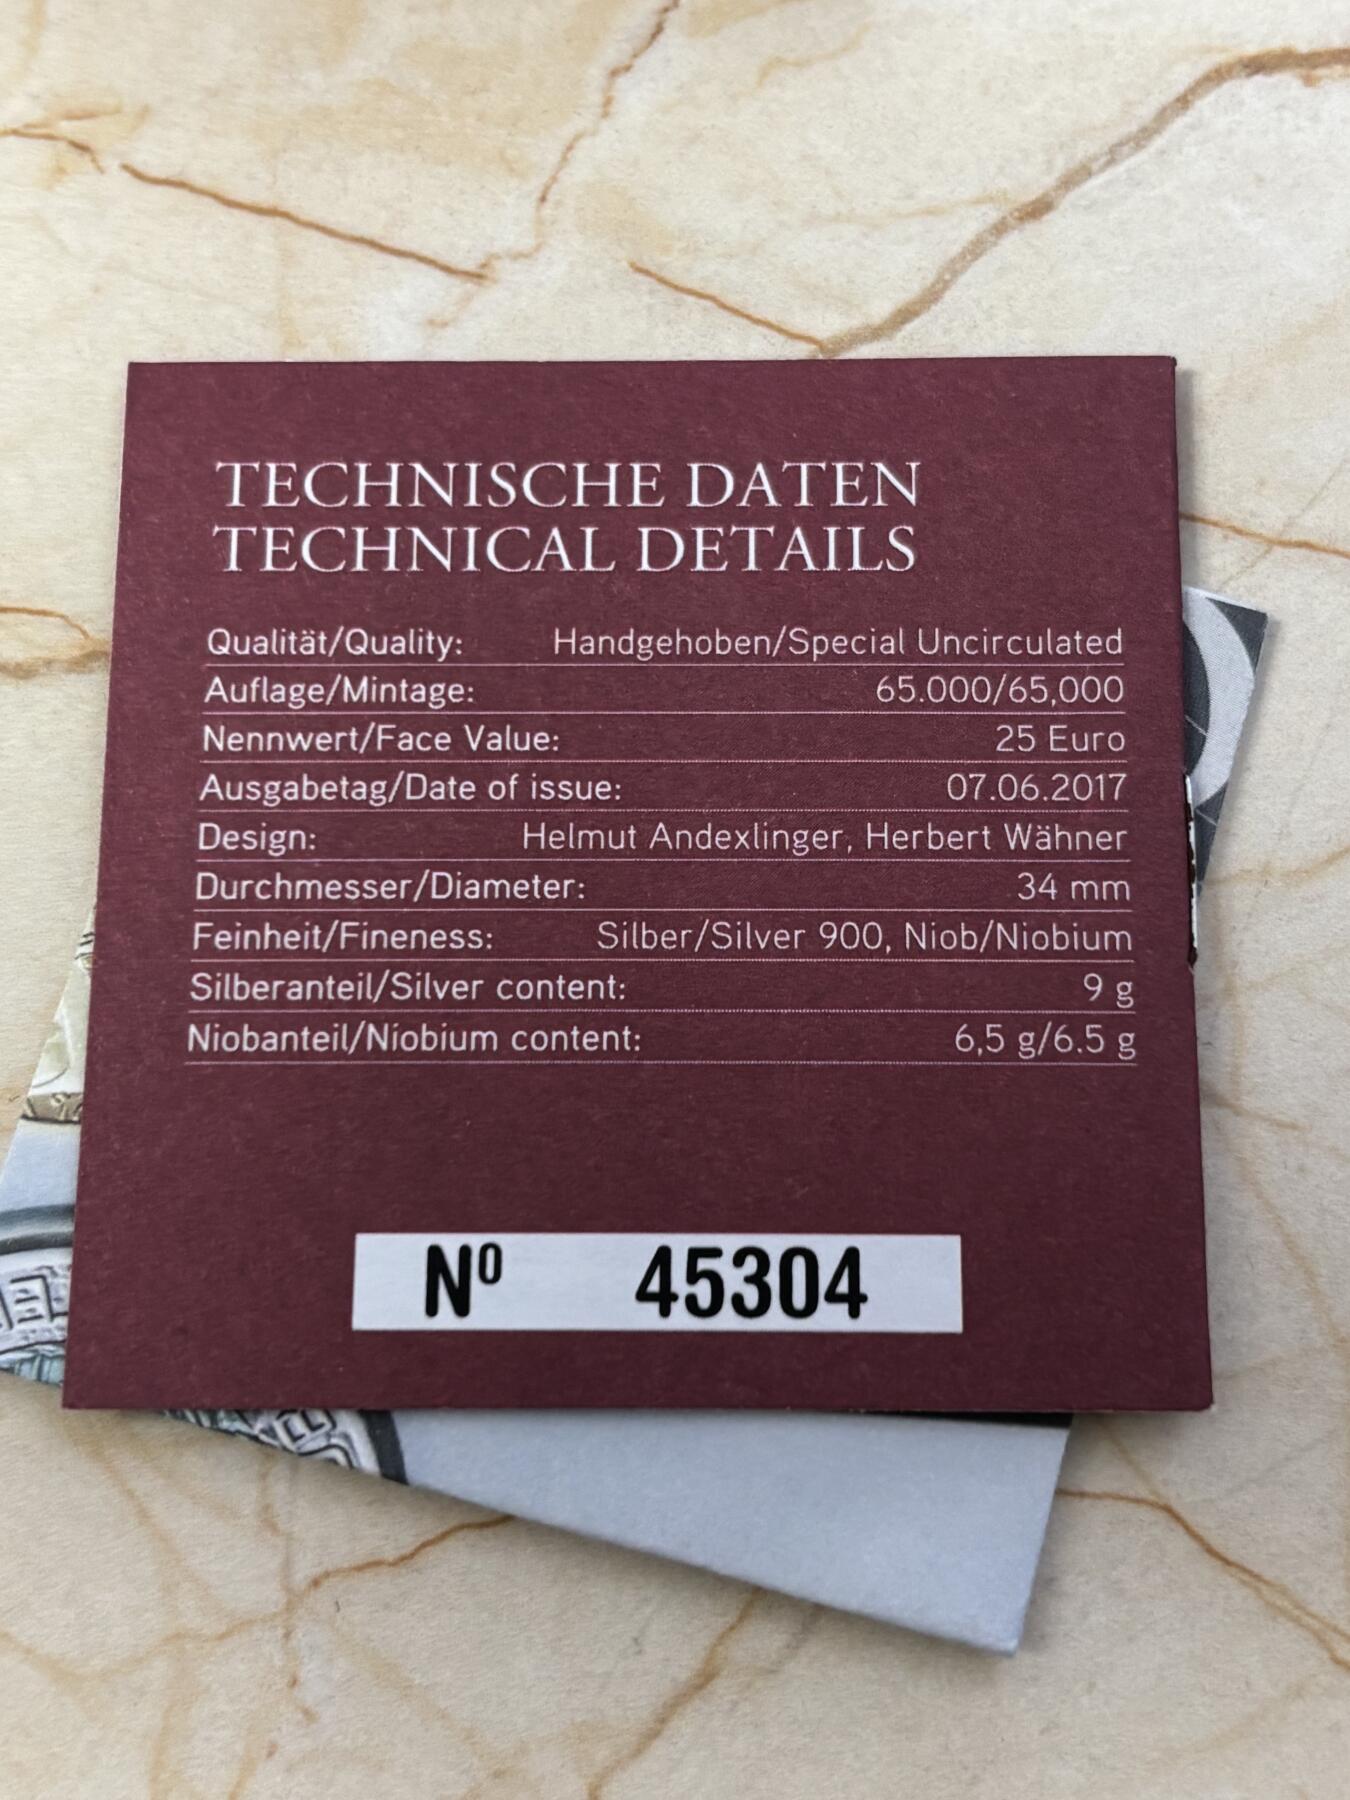 TECHNISCHE DATEN
TECHNICAL DETAILS
Qualität/Quality: Handgehoben/Special Uncirculated
Auflage/Mintage: 65.000/65,000
Nennwert/Face Value: 25 Euro
Ausgabetag/Date of issue: 07.06.2017
Design: Helmut Andexlinger, Herbert Wähner
Durchmesser/Diameter: 34 mm
Feinheit/Fineness: Silber/Silver 900, Niob/Niobium
Silberanteil/Silver content: 9 g
Niobanteil/Niobium content: 6,5 g/6.5 g
Nº 45304